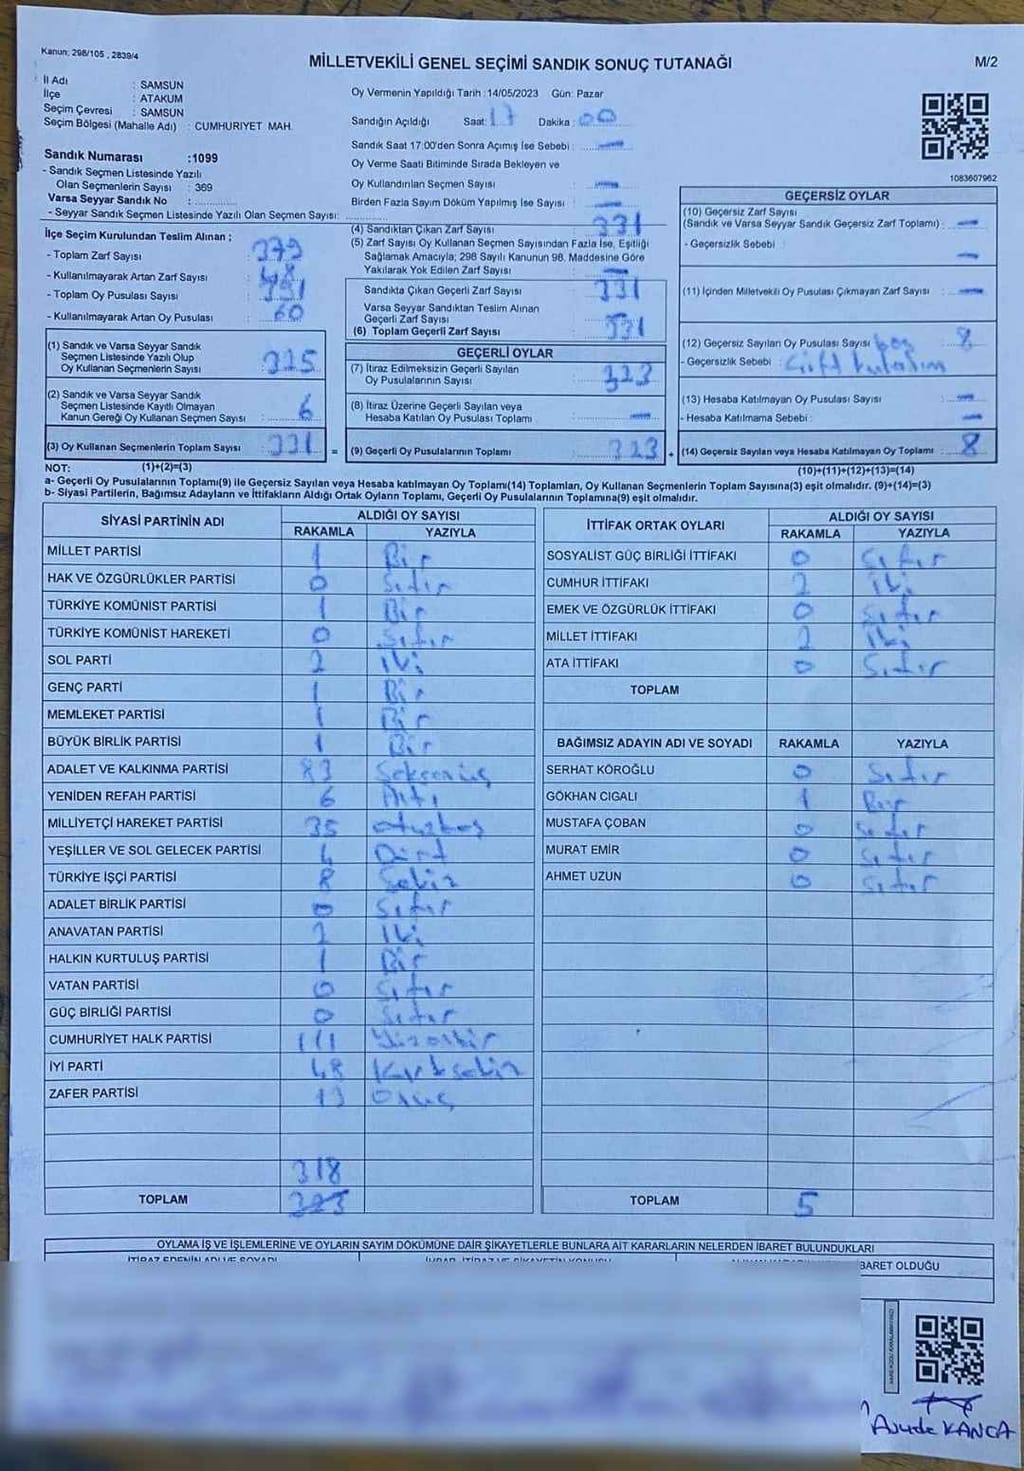 Kanun: 298/105 , 2839/4
MİLLETVEKİLİ GENEL SEÇİMİ SANDIK SONUÇ TUTANAĞI
M/2
İl Adı : SAMSUN
İlçe : ATAKUM
Seçim Çevresi : SAMSUN
Seçim Bölgesi (Mahalle Adı) : CUMHURIYET MAH.
Oy Vermenin Yapıldığı Tarih :14/05/2023 Gün: Pazar
Sandığın Açıldığı Saat: 17 Dakika : 00
Sandık Saat 17:00'den Sonra Açımış İse Sebebi : —
Oy Verme Saati Bitiminde Sırada Bekleyen ve
Oy Kullandırılan Seçmen Sayısı : —
Birden Fazla Sayım Döküm Yapılmış İse Sayısı : —
1083607962
Sandık Numarası :1099
- Sandık Seçmen Listesinde Yazılı
Olan Seçmenlerin Sayısı : 369
Varsa Seyyar Sandık No :
- Seyyar Sandık Seçmen Listesinde Yazılı Olan Seçmen Sayısı:
İlçe Seçim Kurulundan Teslim Alınan ;
- Toplam Zarf Sayısı : 379
- Kullanılmayarak Artan Zarf Sayısı : 48
- Toplam Oy Pusulası Sayısı : 391
- Kullanılmayarak Artan Oy Pusulası : 60
(1) Sandık ve Varsa Seyyar Sandık
Seçmen Listesinde Yazılı Olup
Oy Kullanan Seçmenlerin Sayısı : 325
(2) Sandık ve Varsa Seyyar Sandık
Seçmen Listesinde Kayıtlı Olmayan
Kanun Gereği Oy Kullanan Seçmen Sayısı : 6
(3) Oy Kullanan Seçmenlerin Toplam Sayısı : 331
(4) Sandıktan Çıkan Zarf Sayısı : 331
(5) Zarf Sayısı Oy Kullanan Seçmen Sayısından Fazla İse, Eşitliği
Sağlamak Amacıyla; 298 Sayılı Kanunun 98. Maddesine Göre
Yakılarak Yok Edilen Zarf Sayısı : —
Sandıkta Çıkan Geçerli Zarf Sayısı : 331
Varsa Seyyar Sandıktan Teslim Alınan
Geçerli Zarf Sayısı :
(6) Toplam Geçerli Zarf Sayısı : 331
GEÇERLİ OYLAR
(7) İtiraz Edilmeksizin Geçerli Sayılan
Oy Pusulalarının Sayısı : 323
(8) İtiraz Üzerine Geçerli Sayılan veya
Hesaba Katılan Oy Pusulası Toplamı : —
= (9) Geçerli Oy Pusulalarının Toplamı : 323 +
GEÇERSİZ OYLAR
(10) Geçersiz Zarf Sayısı
(Sandık ve Varsa Seyyar Sandık Geçersiz Zarf Toplamı) : —
- Geçersizlik Sebebi : —
(11) İçinden Milletvekili Oy Pusulası Çıkmayan Zarf Sayısı : —
(12) Geçersiz Sayılan Oy Pusulası Sayısı : boş 8
- Geçersizlik Sebebi :
(13) Hesaba Katılmayan Oy Pusulası Sayısı : —
- Hesaba Katılmama Sebebi : —
(14) Geçersiz Sayılan veya Hesaba Katılmayan Oy Toplamı : 8
NOT: (1)+(2)=(3)
(10)+(11)+(12)+(13)=(14)
a- Geçerli Oy Pusulalarının Toplamı(9) ile Geçersiz Sayılan veya Hesaba katılmayan Oy Toplamı(14) Toplamları, Oy Kullanan Seçmenlerin Toplam Sayısına(3) eşit olmalıdır. (9)+(14)=(3)
b- Siyasi Partilerin, Bağımsız Adayların ve İttifakların Aldığı Ortak Oyların Toplamı, Geçerli Oy Pusulalarının Toplamına(9) eşit olmalıdır.
SİYASİ PARTİNİN ADI ALDIĞI OY SAYISI
RAKAMLA YAZIYLA
MİLLET PARTİSİ 1 Bir
HAK VE ÖZGÜRLÜKLER PARTİSİ 0 Sıfır
TÜRKİYE KOMÜNİST PARTİSİ 1 Bir
TÜRKİYE KOMÜNİST HAREKETİ 0 Sıfır
SOL PARTİ 2 İki
GENÇ PARTİ 1 Bir
MEMLEKET PARTİSİ 1 Bir
BÜYÜK BİRLİK PARTİSİ 1 Bir
ADALET VE KALKINMA PARTİSİ 83 Seksenüç
YENİDEN REFAH PARTİSİ 6 Altı
MİLLİYETÇİ HAREKET PARTİSİ 35 Otuzbeş
YEŞİLLER VE SOL GELECEK PARTİSİ 4 Dört
TÜRKİYE İŞÇİ PARTİSİ 8 Sekiz
ADALET BİRLİK PARTİSİ 0 Sıfır
ANAVATAN PARTİSİ 2 İki
HALKIN KURTULUŞ PARTİSİ 1 Bir
VATAN PARTİSİ 0 Sıfır
GÜÇ BİRLİĞİ PARTİSİ 0 Sıfır
CUMHURİYET HALK PARTİSİ 111 Yüzonbir
İYİ PARTİ 48 Kırksekiz
ZAFER PARTİSİ 13 Onüç
318
TOPLAM 323
İTTİFAK ORTAK OYLARI ALDIĞI OY SAYISI
RAKAMLA YAZIYLA
SOSYALİST GÜÇ BİRLİĞİ İTTİFAKI 0 Sıfır
CUMHUR İTTİFAKI 2 İki
EMEK VE ÖZGÜRLÜK İTTİFAKI 0 Sıfır
MİLLET İTTİFAKI 2 İki
ATA İTTİFAKI 0 Sıfır
TOPLAM
BAĞIMSIZ ADAYIN ADI VE SOYADI RAKAMLA YAZIYLA
SERHAT KÖROĞLU 0 Sıfır
GÖKHAN CIGALI 1 Bir
MUSTAFA ÇOBAN 0 Sıfır
MURAT EMİR 0 Sıfır
AHMET UZUN 0 Sıfır
TOPLAM 5
OYLAMA İŞ VE İŞLEMLERİNE VE OYLARIN SAYIM DÖKÜMÜNE DAİR ŞİKAYETLERLE BUNLARA AİT KARARLARIN NELERDEN İBARET BULUNDUKLARI
İTİRAZ EDENİN ADI VE SOYADI
BARET OLDUĞU
KANCA